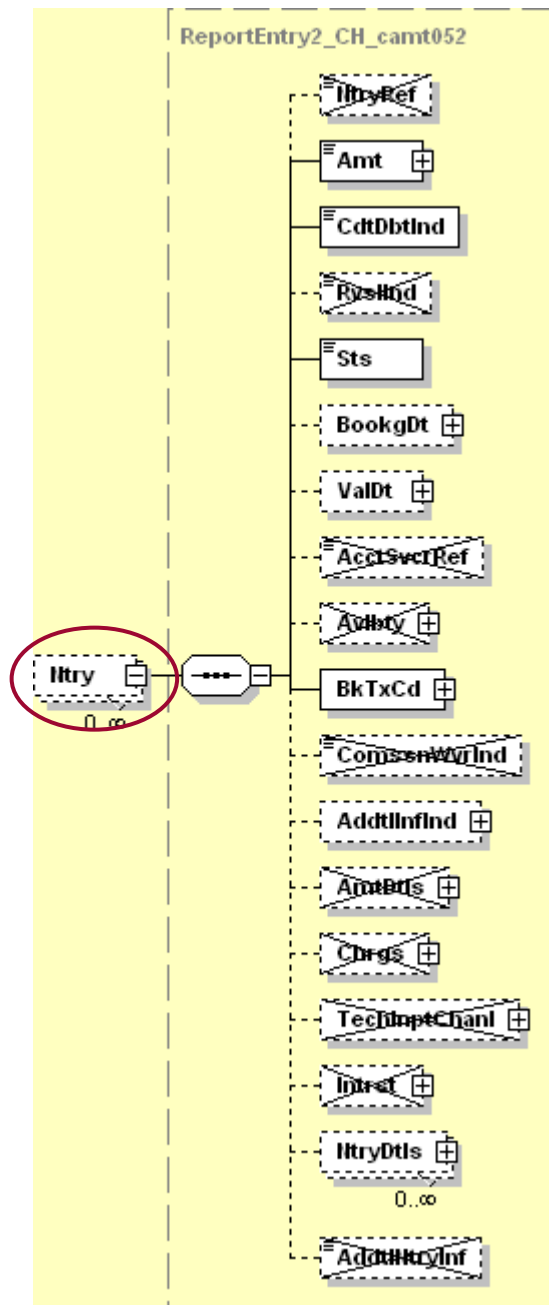 ReportEntry2_CH_camt052
NtryRef
Amt
CdtDbtInd
RvslInd
Sts
BookgDt
ValDt
AcctSvcrRef
Avlbty
Ntry
0..∞
BkTxCd
ComssnWvrInd
AddtlInfInd
AmtDtls
Chrgs
TechInptChanl
Intrst
NtryDtls
0..∞
AddtlNtryInf